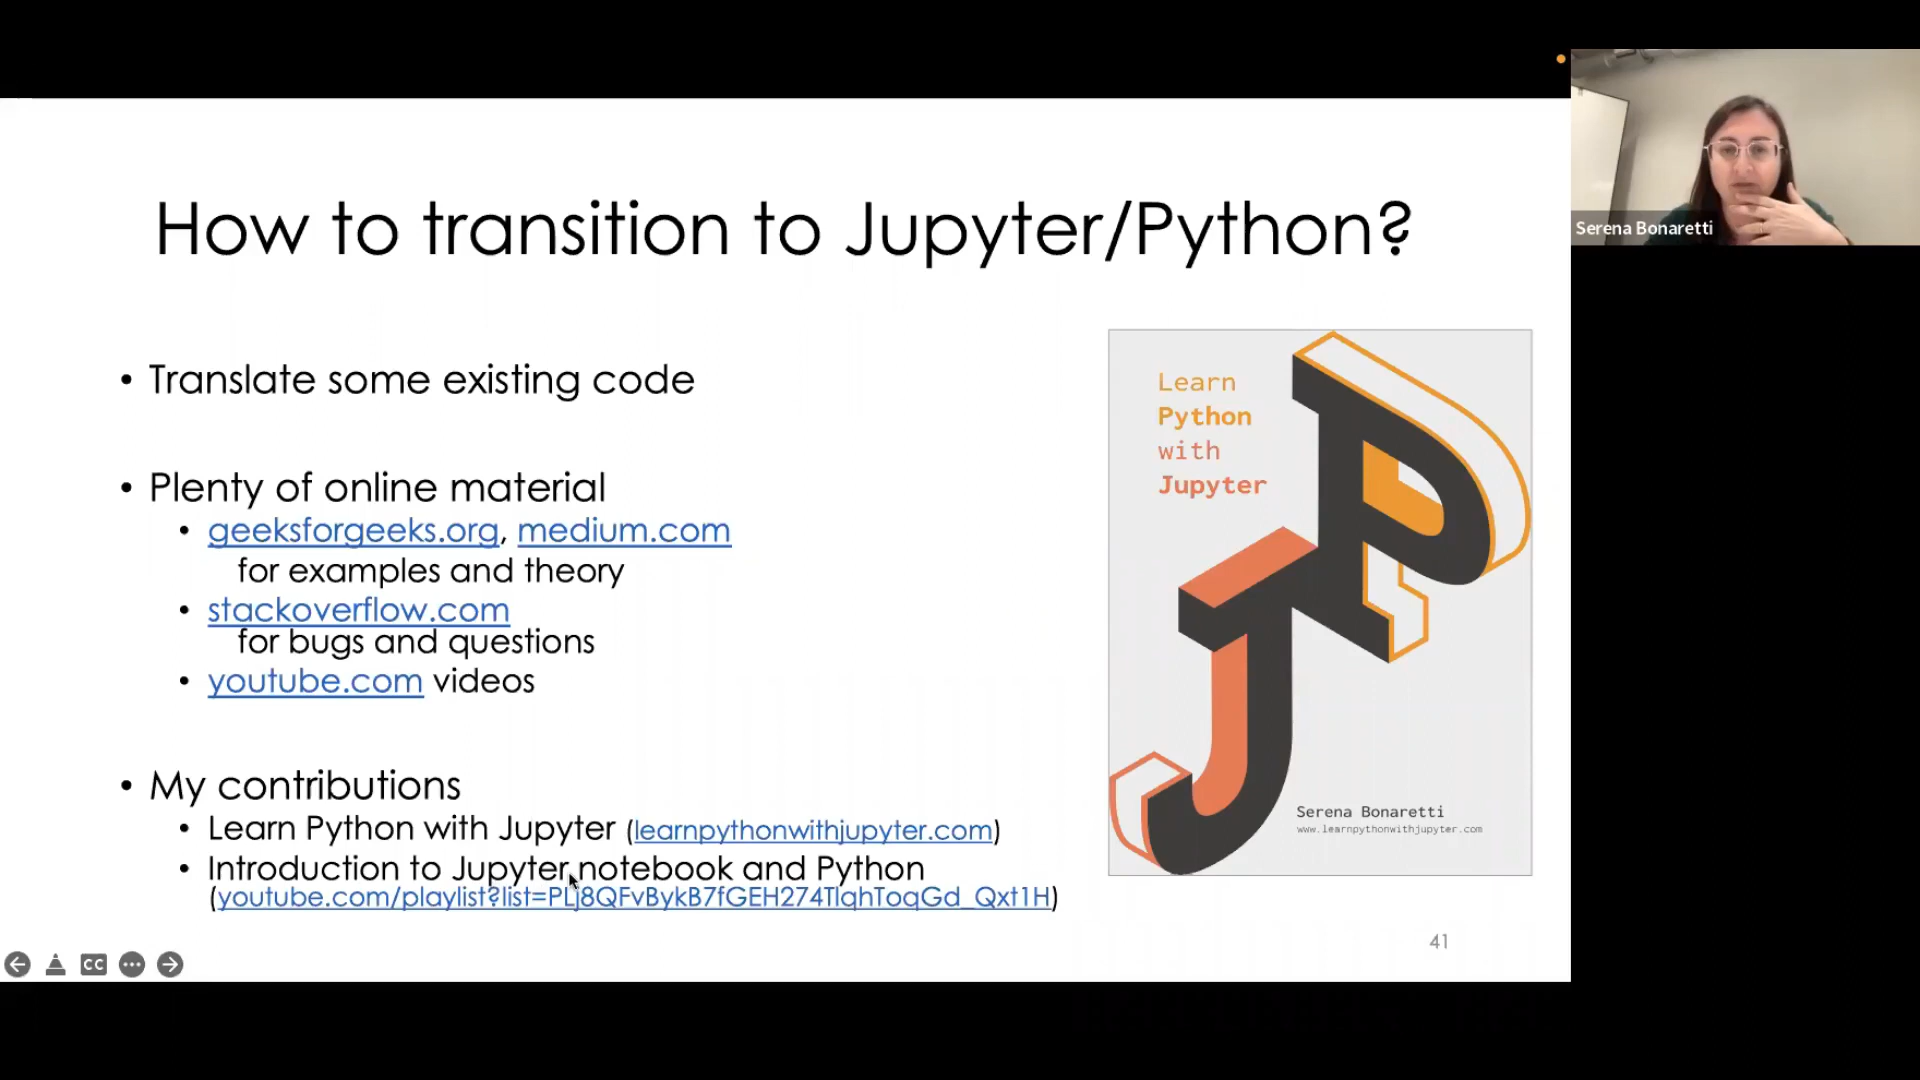 How to transition to Jupyter/Python?
• Translate some existing code
• Plenty of online material
• geeksforgeeks.org, medium.com
for examples and theory
• stackoverflow.com
for bugs and questions
• youtube.com videos
• My contributions
• Learn Python with Jupyter (learnpythonwithjupyter.com)
• Introduction to Jupyter notebook and Python
(youtube.com/playlist?list=PLj8QFvBykB7fGEH274TlqhToqGd_Qxt1H)
Learn
Python
with
Jupyter
Serena Bonaretti
www.learnpythonwithjupyter.com
41
CC
Serena Bonaretti